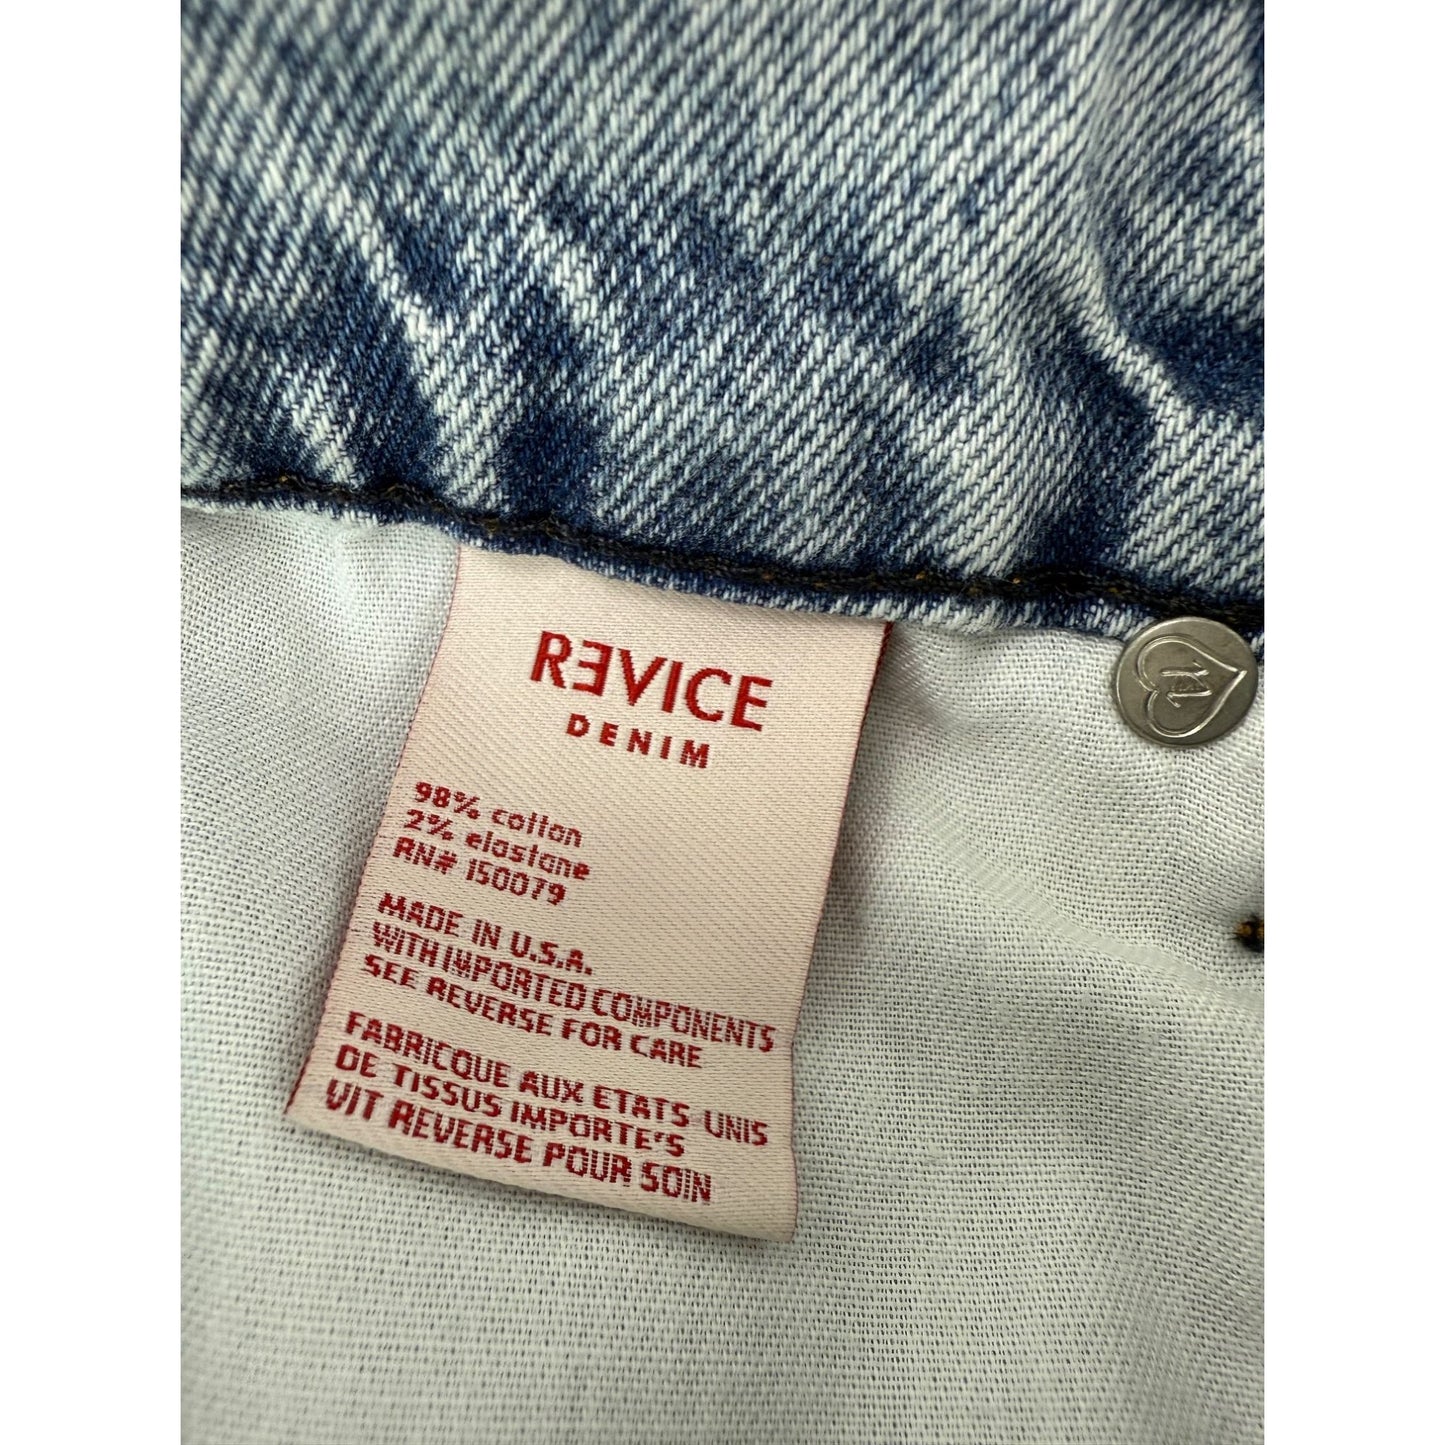 RƎVICE
DENIM
98% cotton
2% elastane
RN# 150079
MADE IN U.S.A.
WITH IMPORTED COMPONENTS
SEE REVERSE FOR CARE
FABRICQUE AUX ETATS-UNIS
DE TISSUS IMPORTE'S
VIT REVERSE POUR SOIN